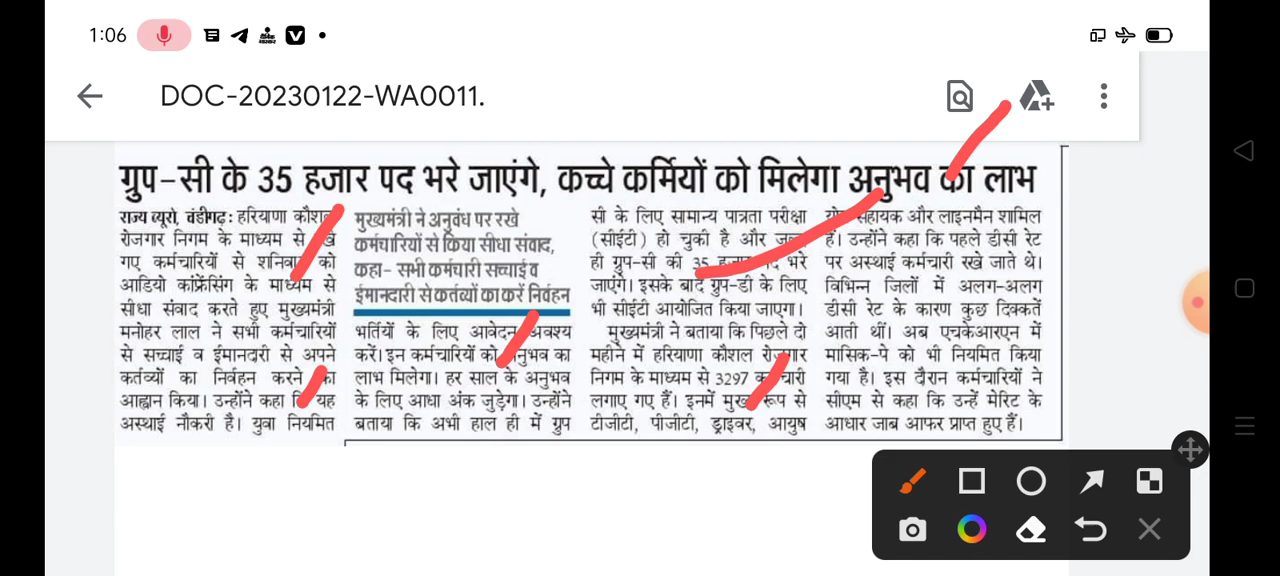 1:06
DOC-20230122-WA0011.
ग्रुप-सी के 35 हजार पद भरे जाएंगे, कच्चे कर्मियों को मिलेगा अनुभव का लाभ
राज्य ब्यूरो, चंडीगढ़: हरियाणा कौशल
रोजगार निगम के माध्यम से रखे
गए कर्मचारियों से शनिवार को
आडियो कांफ्रेंसिंग के माध्यम से
सीधा संवाद करते हुए मुख्यमंत्री
मनोहर लाल ने सभी कर्मचारियों
से सच्चाई व ईमानदारी से अपने
कर्तव्यों का निर्वहन करने का
आह्वान किया। उन्होंने कहा कि यह
अस्थाई नौकरी है। युवा नियमित
मुख्यमंत्री ने अनुबंध पर रखे
कर्मचारियों से किया सीधा संवाद,
कहा- सभी कर्मचारी सच्चाई व
ईमानदारी से कर्तव्यों का करें निर्वहन
भर्तियों के लिए आवेदन अवश्य
करें। इन कर्मचारियों को अनुभव का
लाभ मिलेगा। हर साल के अनुभव
के लिए आधा अंक जुड़ेगा। उन्होंने
बताया कि अभी हाल ही में ग्रुप
सी के लिए सामान्य पात्रता परीक्षा
(सीईटी) हो चुकी है और जल्द
ही ग्रुप-सी की 35 हजार पद भरे
जाएंगे। इसके बाद ग्रुप-डी के लिए
भी सीईटी आयोजित किया जाएगा।
मुख्यमंत्री ने बताया कि पिछले दो
महीने में हरियाणा कौशल रोजगार
निगम के माध्यम से 3297 कर्मचारी
लगाए गए हैं। इनमें मुख्य रूप से
टीजीटी, पीजीटी, ड्राइवर, आयुष
योग सहायक और लाइनमैन शामिल
हैं। उन्होंने कहा कि पहले डीसी रेट
पर अस्थाई कर्मचारी रखे जाते थे।
विभिन्न जिलों में अलग-अलग
डीसी रेट के कारण कुछ दिक्कतें
आती थीं। अब एचकेआरएन में
मासिक-पे को भी नियमित किया
गया है। इस दौरान कर्मचारियों ने
सीएम से कहा कि उन्हें मेरिट के
आधार जाब आफर प्राप्त हुए हैं।